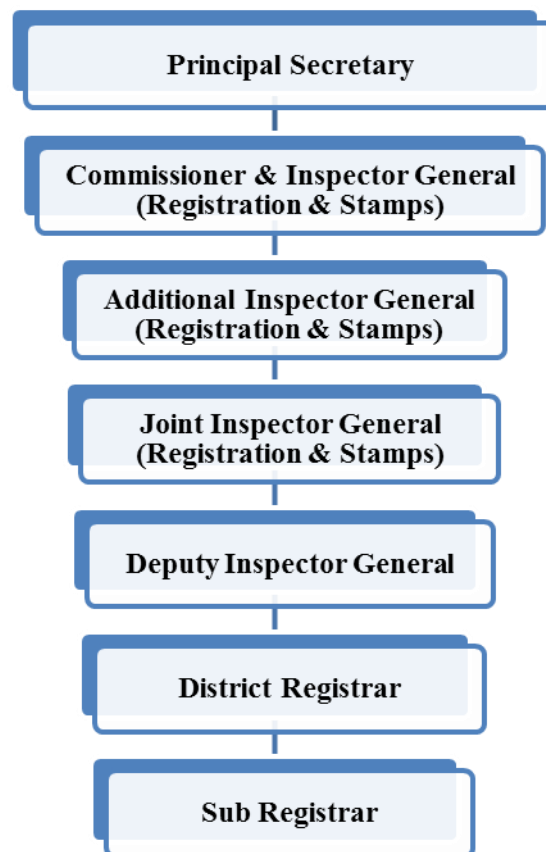 Principal Secretary
Commissioner & Inspector General
(Registration & Stamps)
Additional Inspector General
(Registration & Stamps)
Joint Inspector General
(Registration & Stamps)
Deputy Inspector General
District Registrar
Sub Registrar